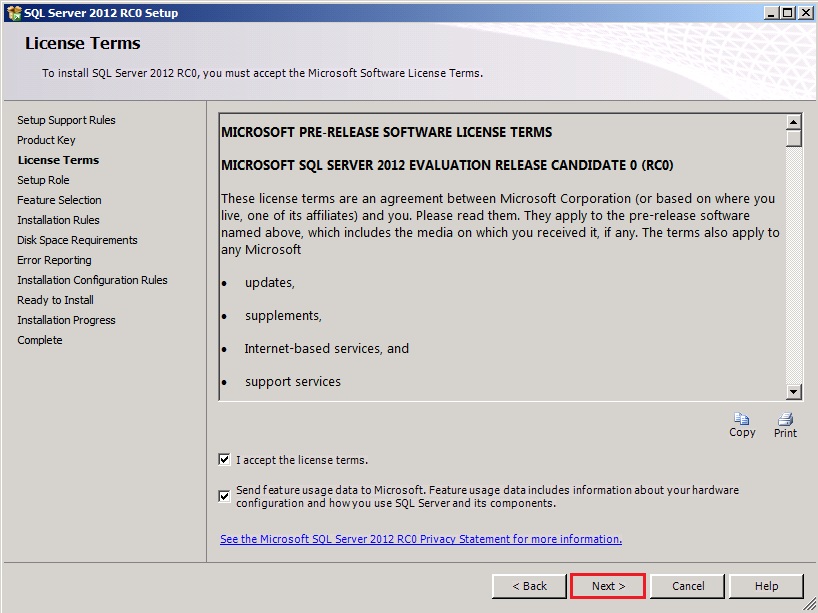 SQL Server 2012 RC0 Setup
License Terms
To install SQL Server 2012 RC0, you must accept the Microsoft Software License Terms.
Setup Support Rules
Product Key
License Terms
Setup Role
Feature Selection
Installation Rules
Disk Space Requirements
Error Reporting
Installation Configuration Rules
Ready to Install
Installation Progress
Complete
MICROSOFT PRE-RELEASE SOFTWARE LICENSE TERMS
MICROSOFT SQL SERVER 2012 EVALUATION RELEASE CANDIDATE 0 (RC0)
These license terms are an agreement between Microsoft Corporation (or based on where you
live, one of its affiliates) and you. Please read them. They apply to the pre-release software
named above, which includes the media on which you received it, if any. The terms also apply to
any Microsoft
• updates,
• supplements,
• Internet-based services, and
• support services
Copy
Print
I accept the license terms.
Send feature usage data to Microsoft. Feature usage data includes information about your hardware
configuration and how you use SQL Server and its components.
See the Microsoft SQL Server 2012 RC0 Privacy Statement for more information.
< Back
Next >
Cancel
Help